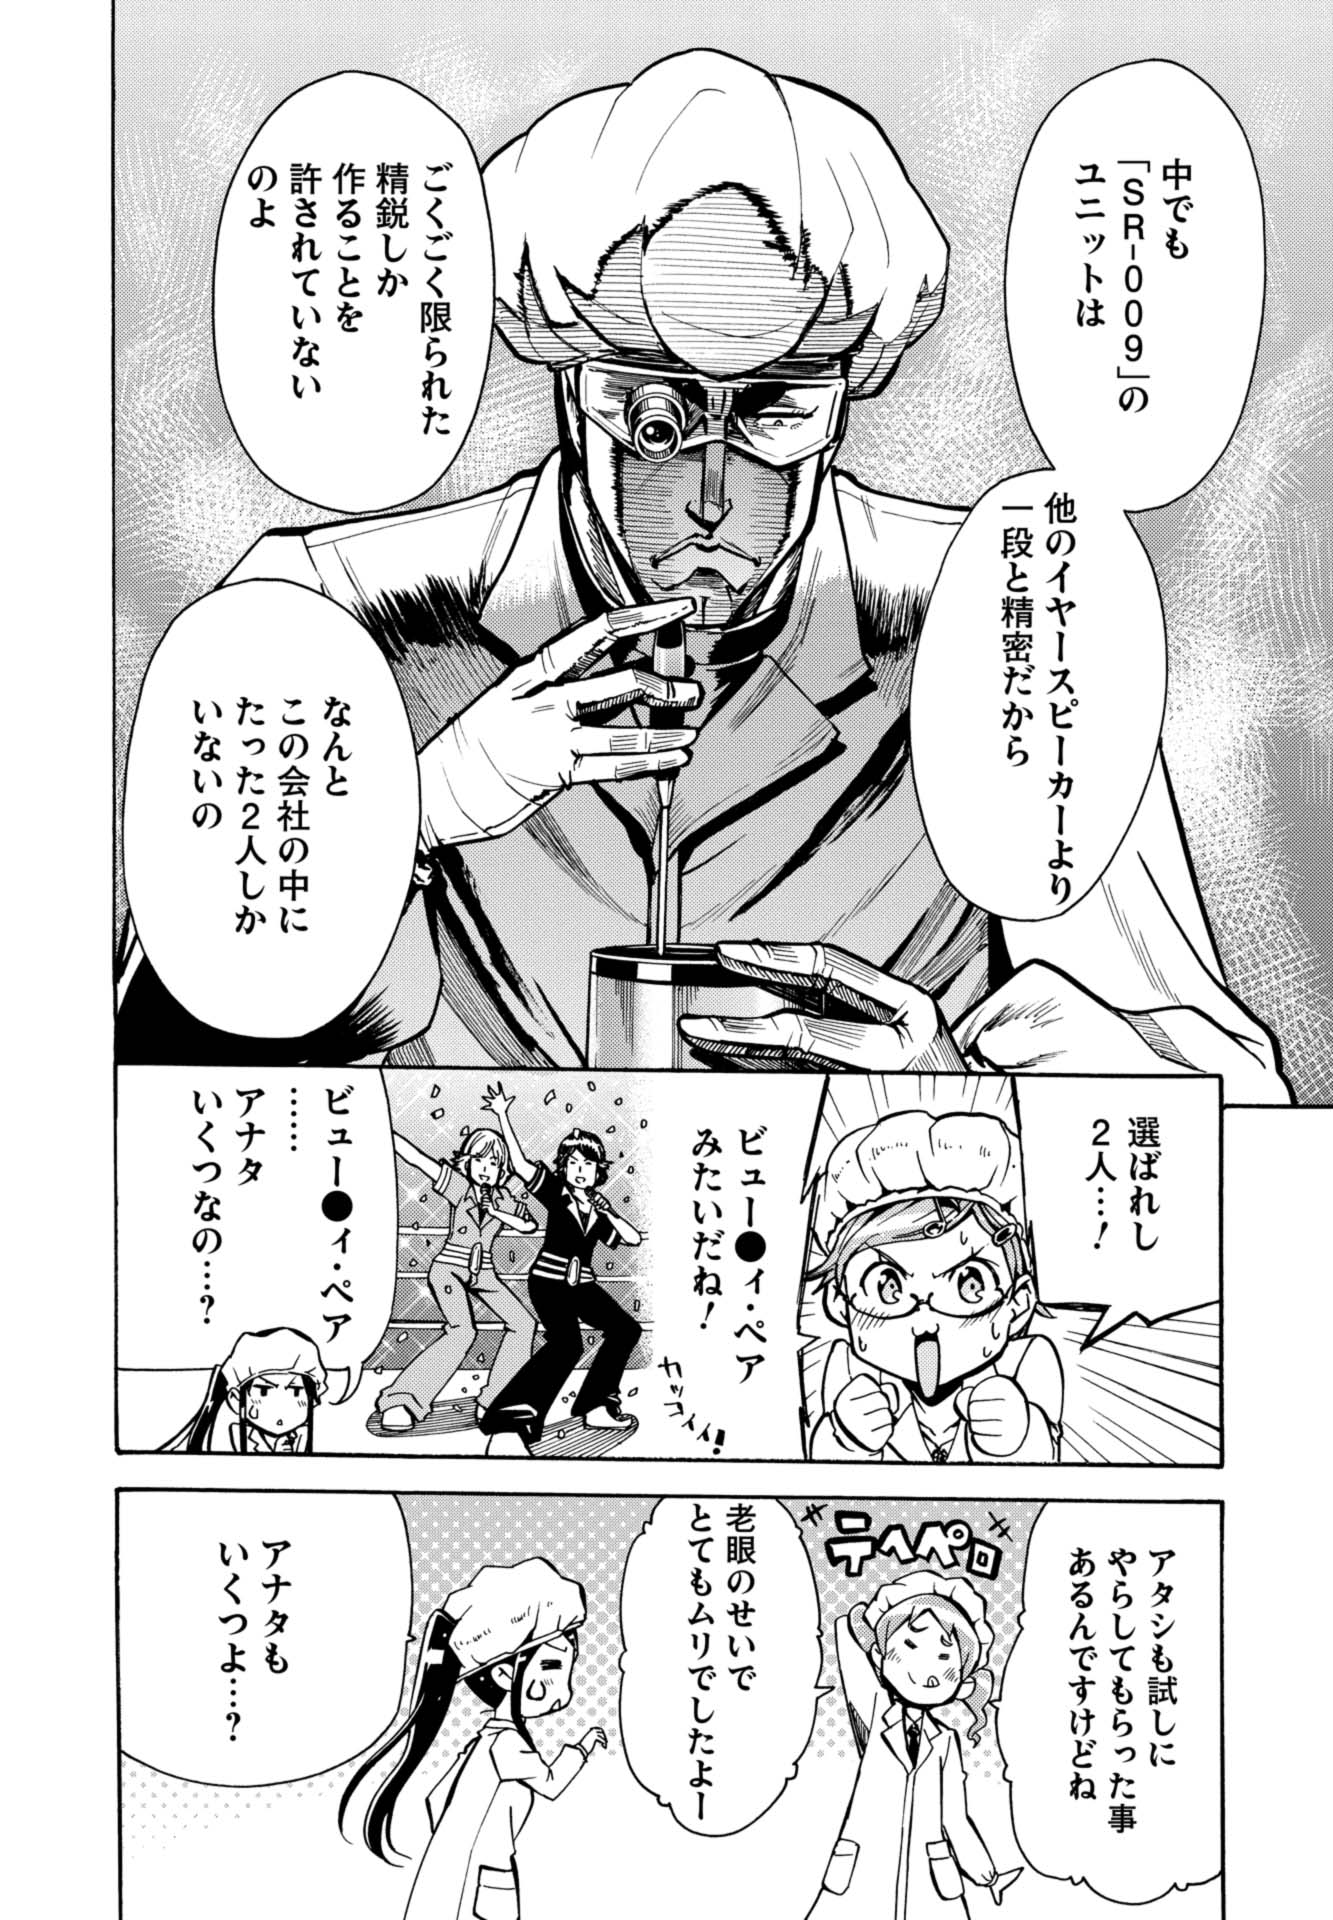 中でも
「SR-009」の
ユニットは
他のイヤースピーカーより
一段と精密だから
ごくごく限られた
精鋭しか
作ることを
許されていない
のよ
なんと
この会社の中に
たった2人しか
いないの
選ばれし
2人…!
ビュー●ィ・ペア
みたいだね!
カッコイイ!
ビュー●ィ・ペア
……
アナタ
いくつなの…?
アタシも試しに
やらしてもらった事
あるんですけどね
テヘペロ
老眼のせいで
とてもムリでしたよー
アナタも
いくつよ…?